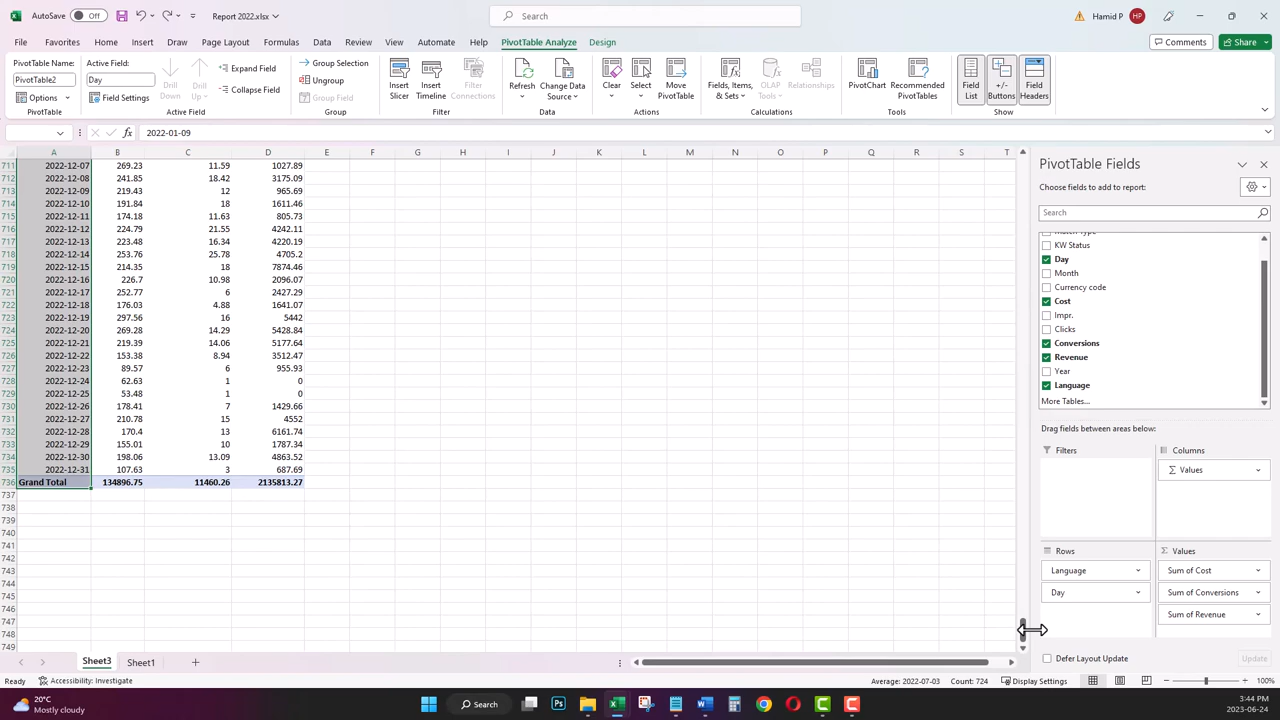 AutoSave Off Report 2022.xlsx Search Hamid P HP
File Favorites Home Insert Draw Page Layout Formulas Data Review View Automate Help PivotTable Analyze Design Comments Share
PivotTable Name:
PivotTable2
Options
PivotTable
Active Field:
Day
Field Settings
Drill Down
Drill Up
Expand Field
Collapse Field
Active Field
Group Selection
Ungroup
Group Field
Group
Insert Slicer
Insert Timeline
Filter Connections
Filter
Refresh
Change Data Source
Data
Clear
Select
Move PivotTable
Actions
Fields, Items, & Sets
OLAP Tools
Relationships
Calculations
PivotChart
Recommended PivotTables
Tools
Field List
+/- Buttons
Field Headers
Show
fx 2022-01-09
A B C D E F G H I J K L M N O P Q R S T
711 2022-12-07 269.23 11.59 1027.89
712 2022-12-08 241.85 18.42 3175.09
713 2022-12-09 219.43 12 965.69
714 2022-12-10 191.84 18 1611.46
715 2022-12-11 174.18 11.63 805.73
716 2022-12-12 224.79 21.55 4242.11
717 2022-12-13 223.48 16.34 4220.19
718 2022-12-14 253.76 25.78 4705.2
719 2022-12-15 214.35 18 7874.46
720 2022-12-16 226.7 10.98 2096.07
721 2022-12-17 252.77 6 2427.29
722 2022-12-18 176.03 4.88 1641.07
723 2022-12-19 297.56 16 5442
724 2022-12-20 269.28 14.29 5428.84
725 2022-12-21 219.39 14.06 5177.64
726 2022-12-22 153.38 8.94 3512.47
727 2022-12-23 89.57 6 955.93
728 2022-12-24 62.63 1 0
729 2022-12-25 53.48 1 0
730 2022-12-26 178.41 7 1429.66
731 2022-12-27 210.78 15 4552
732 2022-12-28 170.4 13 6161.74
733 2022-12-29 155.01 10 1787.34
734 2022-12-30 198.06 13.09 4863.52
735 2022-12-31 107.63 3 687.69
736 Grand Total 134896.75 11460.26 2135813.27
737
738
739
740
741
742
743
744
745
746
747
748
749
PivotTable Fields
Choose fields to add to report:
Search
KW Status
Day
Month
Currency code
Cost
Impr.
Clicks
Conversions
Revenue
Year
Language
More Tables...
Drag fields between areas below:
Filters
Columns
Σ Values
Rows
Language
Day
Σ Values
Sum of Cost
Sum of Conversions
Sum of Revenue
Defer Layout Update Update
Sheet3 Sheet1
Ready Accessibility: Investigate Average: 2022-07-03 Count: 724 Display Settings 100%
20°C
Mostly cloudy
Search
3:44 PM
2023-06-24